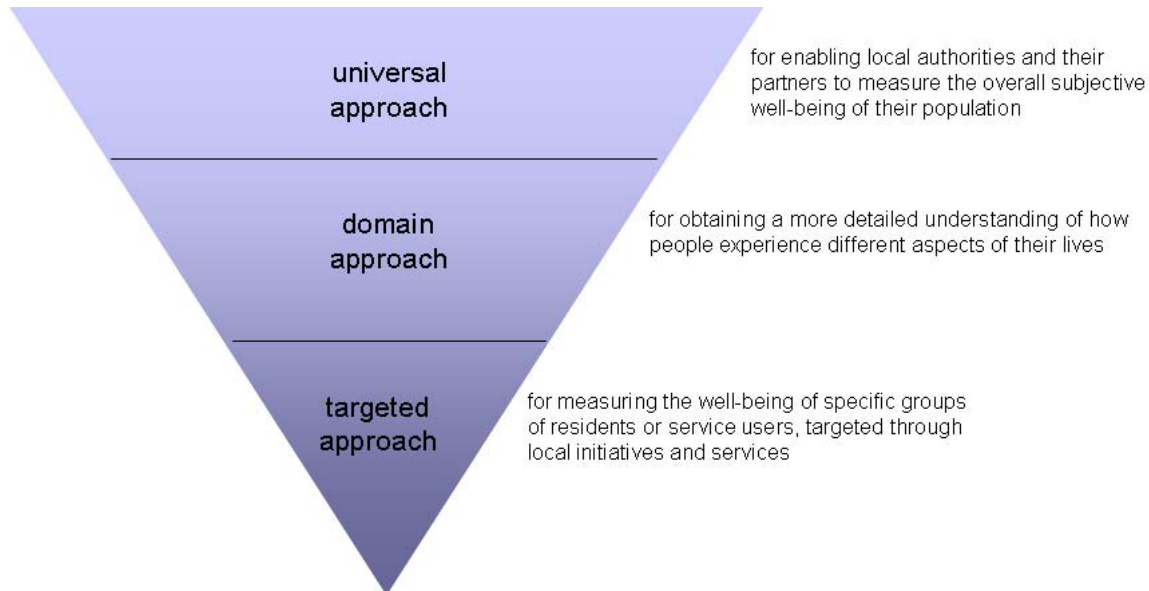 universal
approach
for enabling local authorities and their
partners to measure the overall subjective
well-being of their population
domain
approach
for obtaining a more detailed understanding of how
people experience different aspects of their lives
targeted
approach
for measuring the well-being of specific groups
of residents or service users, targeted through
local initiatives and services